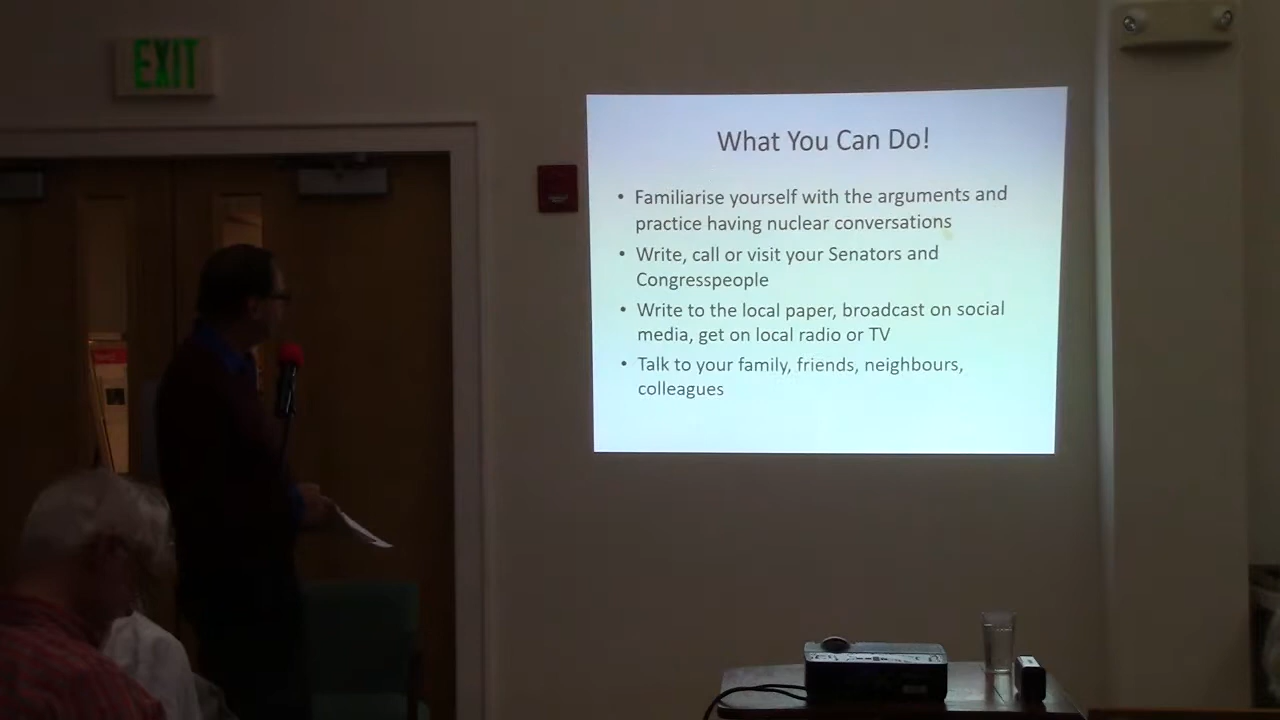 EXIT
What You Can Do!
• Familiarise yourself with the arguments and
practice having nuclear conversations
• Write, call or visit your Senators and
Congresspeople
• Write to the local paper, broadcast on social
media, get on local radio or TV
• Talk to your family, friends, neighbours,
colleagues